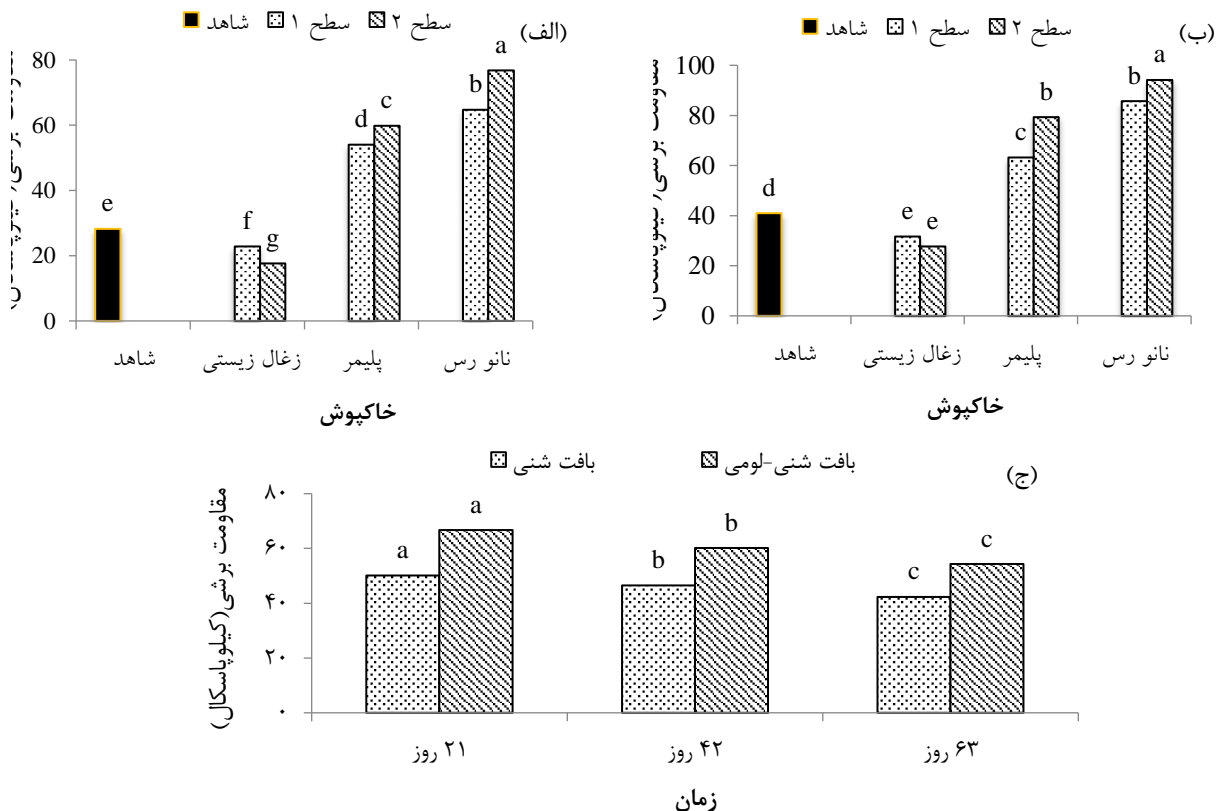 (الف)
شاهد سطح ۱ سطح ۲
80
60
40
20
0
e
f
g
d
c
b
a
شاهد
زغال زیستی
پلیمر
نانو رس
خاکپوش
(ب)
شاهد سطح ۱ سطح ۲
100
80
60
40
20
0
d
e
e
c
b
b
a
شاهد
زغال زیستی
پلیمر
نانو رس
خاکپوش
(ج)
بافت شنی بافت شنی-لومی
مقاومت برشی(کیلوپاسکال)
۸۰
۶۰
۴۰
۲۰
۰
a
a
b
b
c
c
۲۱ روز
۴۲ روز
۶۳ روز
زمان